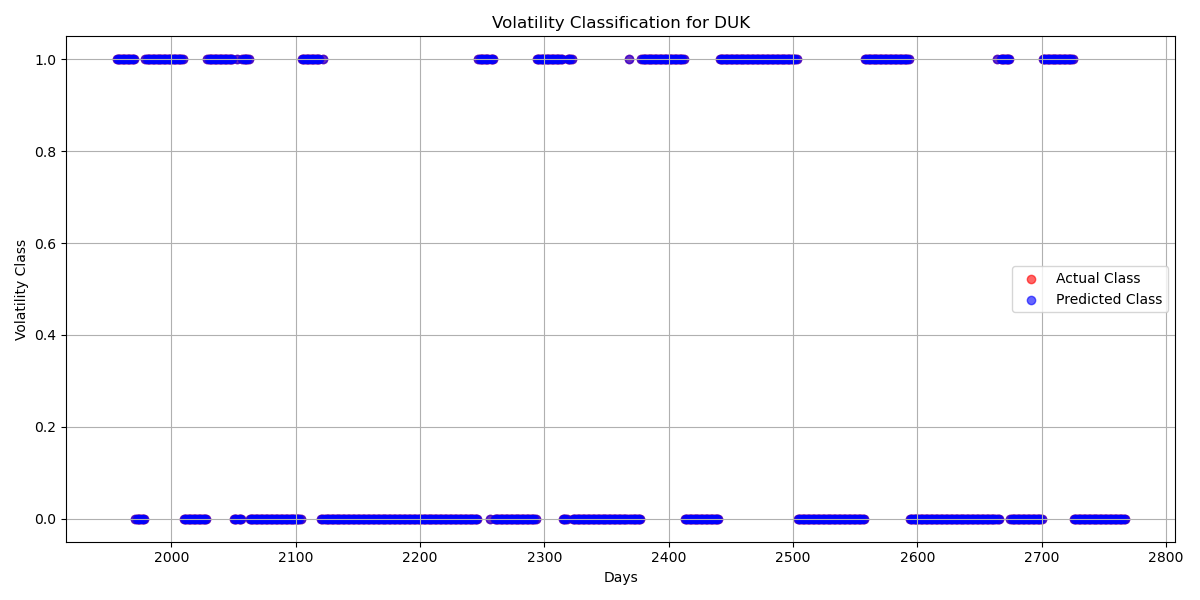 Volatility Classification for DUK
1.0
0.8
0.6
0.4
0.2
0.0
Volatility Class
Actual Class
Predicted Class
2000 2100 2200 2300 2400 2500 2600 2700 2800
Days